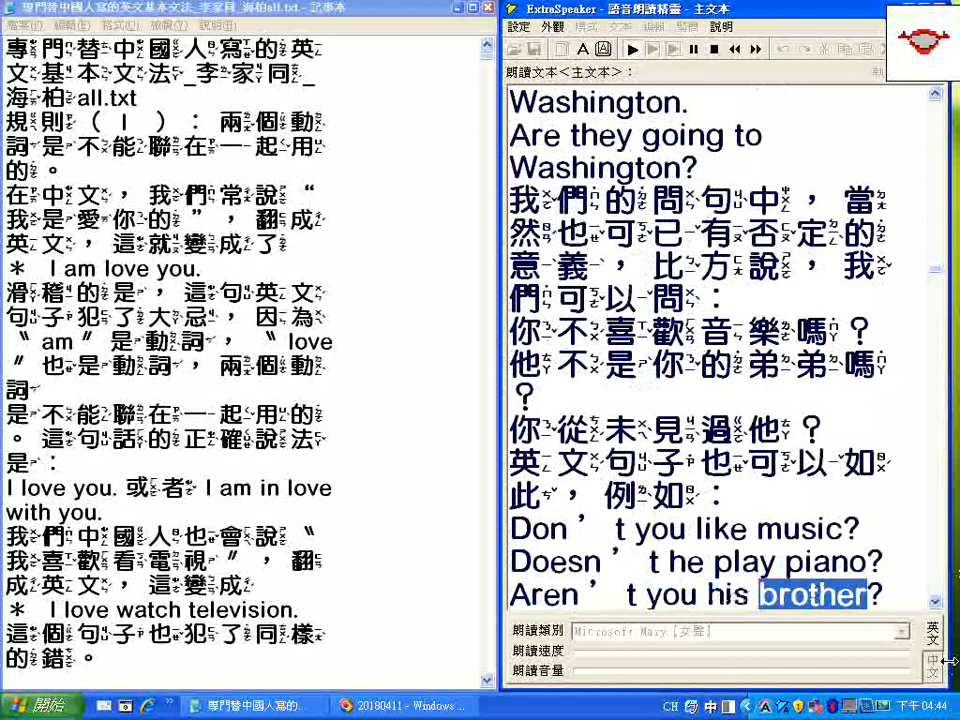 專門替中國人寫的英文基本文法_李家同_海柏all.txt - 記事本
檔案(F) 編輯(E) 格式(O) 檢視(V) 說明(H)
專門替中國人寫的英
文基本文法_李家同_
海柏all.txt
規則（1）：兩個動
詞是不能聯在一起用
的。
在中文，我們常說“
我是愛你的”，翻成
英文，這就變成了
＊ I am love you.
滑稽的是，這句英文
句子犯了大忌，因為
〝am〞是動詞，〝love
〞也是動詞，兩個動
詞
是不能聯在一起用的
。這句話的正確說法
是：
I love you. 或者 I am in love
with you.
我們中國人也會說〝
我喜歡看電視〞，翻
成英文，這變成
＊ I love watch television.
這個句子也犯了同樣
的錯。
ExtraSpeaker - 語音朗讀精靈 - 主文本
設定 外觀 朗讀 文本 編輯 視窗 說明
朗讀文本<主文本>：
Washington.
Are they going to
Washington?
我們的問句中，當
然也可已有否定的
意義，比方說，我
們可以問：
你不喜歡音樂嗎？
他不是你的弟弟嗎
？
你從未見過他？
英文句子也可以如
此，例如：
Don’t you like music?
Doesn’t he play piano?
Aren’t you his brother?
朗讀類別 Microsoft Mary【女聲】
朗讀速度
朗讀音量
英文
中文
開始
專門替中國人寫的...
20180411 - Windows ...
CH 中
下午 04:44